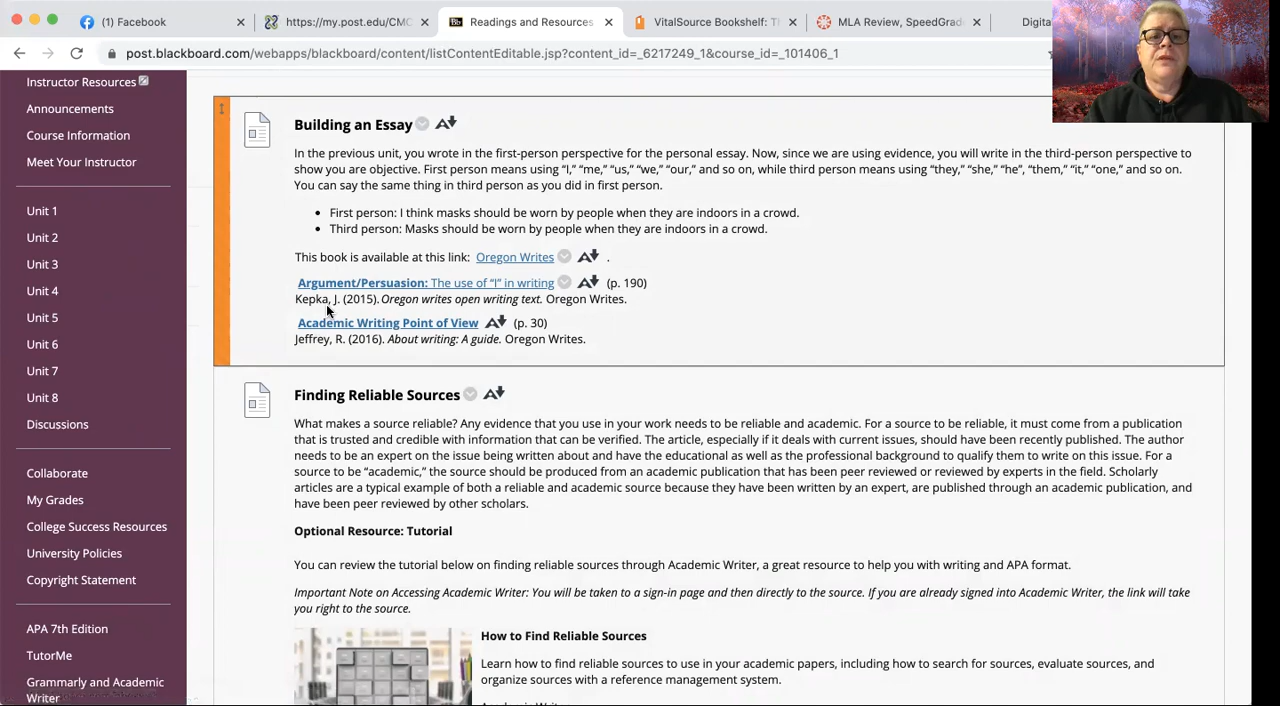 (1) Facebook
https://my.post.edu/CMC
Readings and Resources
VitalSource Bookshelf: T
MLA Review, SpeedGrad
Digita
post.blackboard.com/webapps/blackboard/content/listContentEditable.jsp?content_id=_6217249_1&course_id=_101406_1
Instructor Resources
Announcements
Course Information
Meet Your Instructor
Unit 1
Unit 2
Unit 3
Unit 4
Unit 5
Unit 6
Unit 7
Unit 8
Discussions
Collaborate
My Grades
College Success Resources
University Policies
Copyright Statement
APA 7th Edition
TutorMe
Grammarly and Academic
Writer
Building an Essay
In the previous unit, you wrote in the first-person perspective for the personal essay. Now, since we are using evidence, you will write in the third-person perspective to
show you are objective. First person means using “I,” “me,” “us,” “we,” “our,” and so on, while third person means using “they,” “she,” “he”, “them,” “it,” “one,” and so on.
You can say the same thing in third person as you did in first person.
• First person: I think masks should be worn by people when they are indoors in a crowd.
• Third person: Masks should be worn by people when they are indoors in a crowd.
This book is available at this link: Oregon Writes .
Argument/Persuasion: The use of “I” in writing (p. 190)
Kepka, J. (2015). Oregon writes open writing text. Oregon Writes.
Academic Writing Point of View (p. 30)
Jeffrey, R. (2016). About writing: A guide. Oregon Writes.
Finding Reliable Sources
What makes a source reliable? Any evidence that you use in your work needs to be reliable and academic. For a source to be reliable, it must come from a publication
that is trusted and credible with information that can be verified. The article, especially if it deals with current issues, should have been recently published. The author
needs to be an expert on the issue being written about and have the educational as well as the professional background to qualify them to write on this issue. For a
source to be “academic,” the source should be produced from an academic publication that has been peer reviewed or reviewed by experts in the field. Scholarly
articles are a typical example of both a reliable and academic source because they have been written by an expert, are published through an academic publication, and
have been peer reviewed by other scholars.
Optional Resource: Tutorial
You can review the tutorial below on finding reliable sources through Academic Writer, a great resource to help you with writing and APA format.
Important Note on Accessing Academic Writer: You will be taken to a sign-in page and then directly to the source. If you are already signed into Academic Writer, the link will take
you right to the source.
How to Find Reliable Sources
Learn how to find reliable sources to use in your academic papers, including how to search for sources, evaluate sources, and
organize sources with a reference management system.